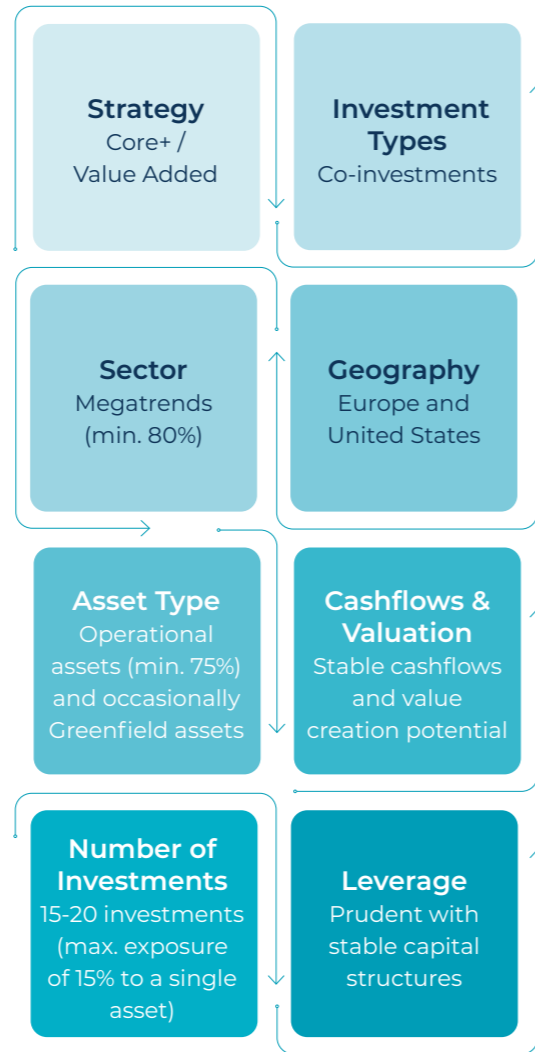 Strategy
Core+ /
Value Added
Investment
Types
Co-investments
Sector
Megatrends
(min. 80%)
Geography
Europe and
United States
Asset Type
Operational
assets (min. 75%)
and occasionally
Greenfield assets
Cashflows &
Valuation
Stable cashflows
and value
creation potential
Number of
Investments
15-20 investments
(max. exposure
of 15% to a single
asset)
Leverage
Prudent with
stable capital
structures